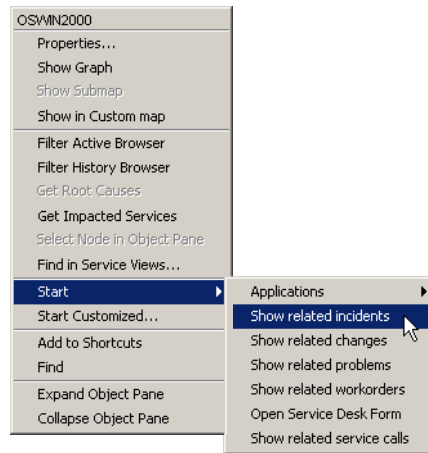 OSWIN2000
Properties...
Show Graph
Show Submap
Show in Custom map
Filter Active Browser
Filter History Browser
Get Root Causes
Get Impacted Services
Select Node in Object Pane
Find in Service Views...
Start
Start Customized...
Add to Shortcuts
Find
Expand Object Pane
Collapse Object Pane
Applications
Show related incidents
Show related changes
Show related problems
Show related workorders
Open Service Desk Form
Show related service calls